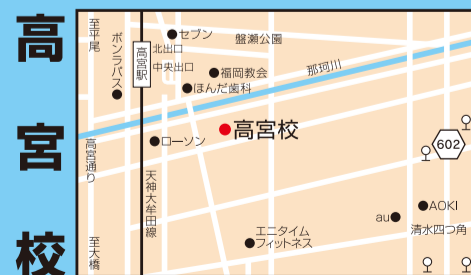 高宮校
至平尾
ボンラパス
高宮駅
セブン
北出口
中央出口
盤瀬公園
福岡教会
ほんだ歯科
那珂川
高宮校
ローソン
高宮通り
天神大牟田線
602
AOKI
au
清水四つ角
エニタイム
フィットネス
至大橋